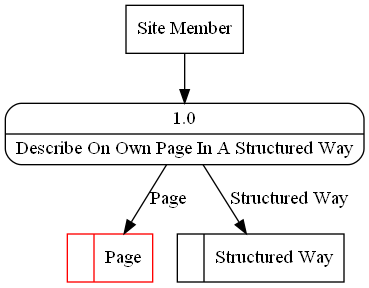 Site Member
1.0
Describe On Own Page In A Structured Way
Page
Structured Way
Page
Structured Way